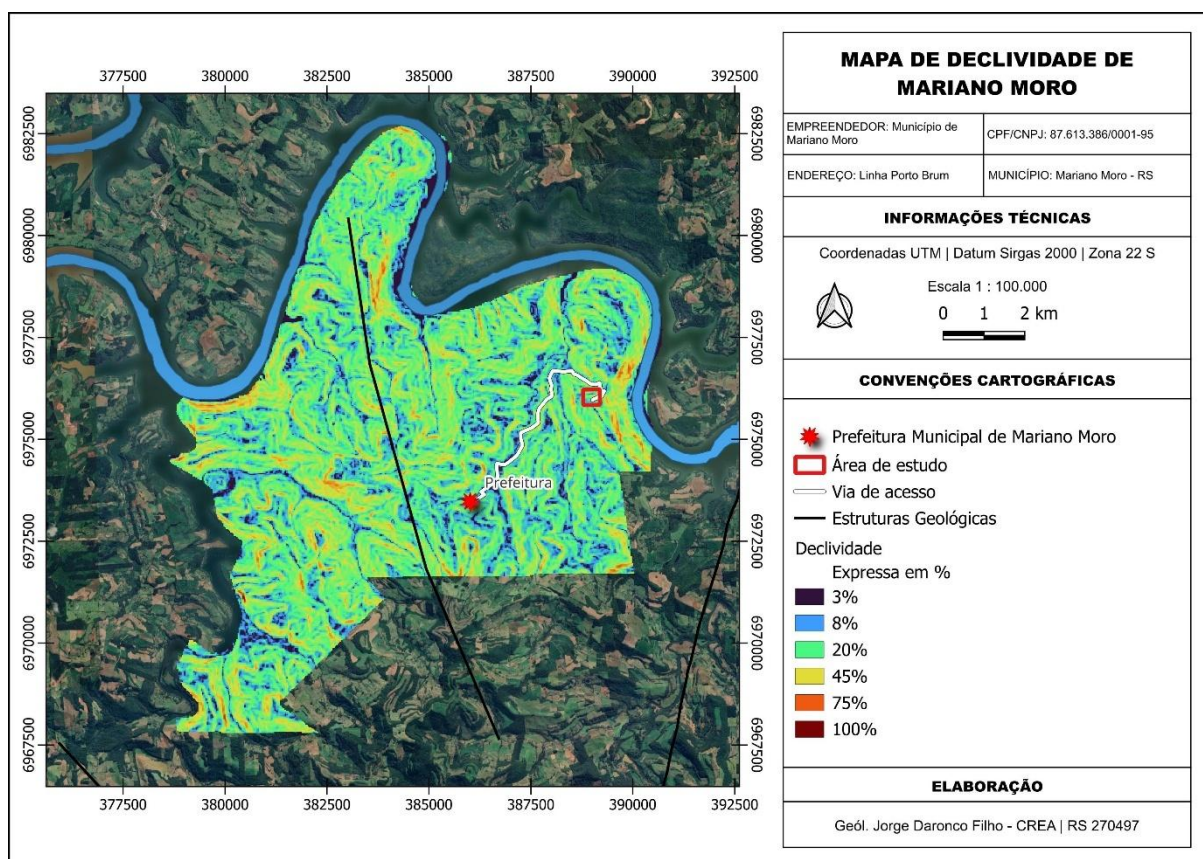 377500 380000 382500 385000 387500 390000 392500
6982500 6982500
6980000 6980000
6977500 6977500
6975000 6975000
6972500 6972500
6970000 6970000
6967500 6967500
Prefeitura
377500 380000 382500 385000 387500 390000 392500
MAPA DE DECLIVIDADE DE
MARIANO MORO
EMPREENDEDOR: Município de
Mariano Moro
CPF/CNPJ: 87.613.386/0001-95
ENDEREÇO: Linha Porto Brum
MUNICÍPIO: Mariano Moro - RS
INFORMAÇÕES TÉCNICAS
Coordenadas UTM | Datum Sirgas 2000 | Zona 22 S
Escala 1 : 100.000
0 1 2 km
CONVENÇÕES CARTOGRÁFICAS
Prefeitura Municipal de Mariano Moro
Área de estudo
Via de acesso
Estruturas Geológicas
Declividade
Expressa em %
3%
8%
20%
45%
75%
100%
ELABORAÇÃO
Geól. Jorge Daronco Filho - CREA | RS 270497